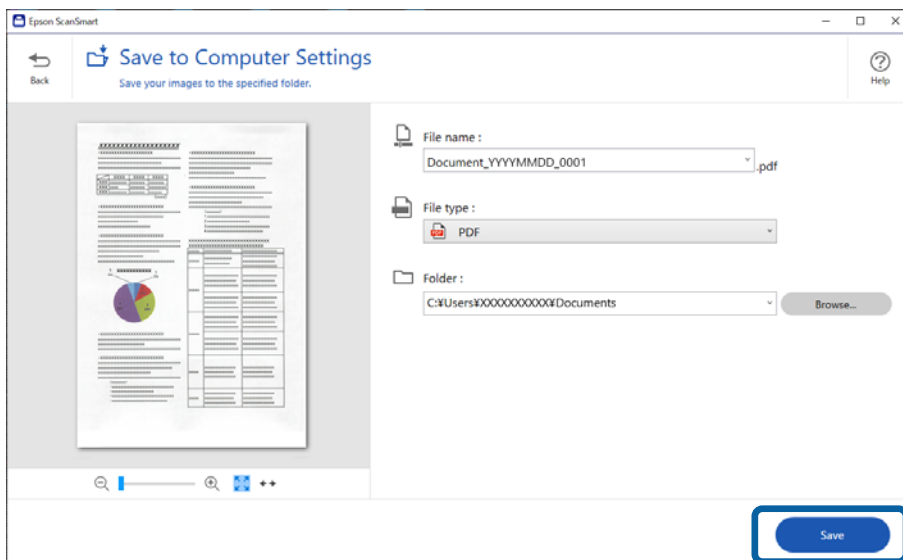 Epson ScanSmart
Back
Save to Computer Settings
Save your images to the specified folder.
Help
File name :
Document_YYYYMMDD_0001
.pdf
File type :
PDF
Folder :
C:¥Users¥XXXXXXXXXX¥Documents
Browse...
Save